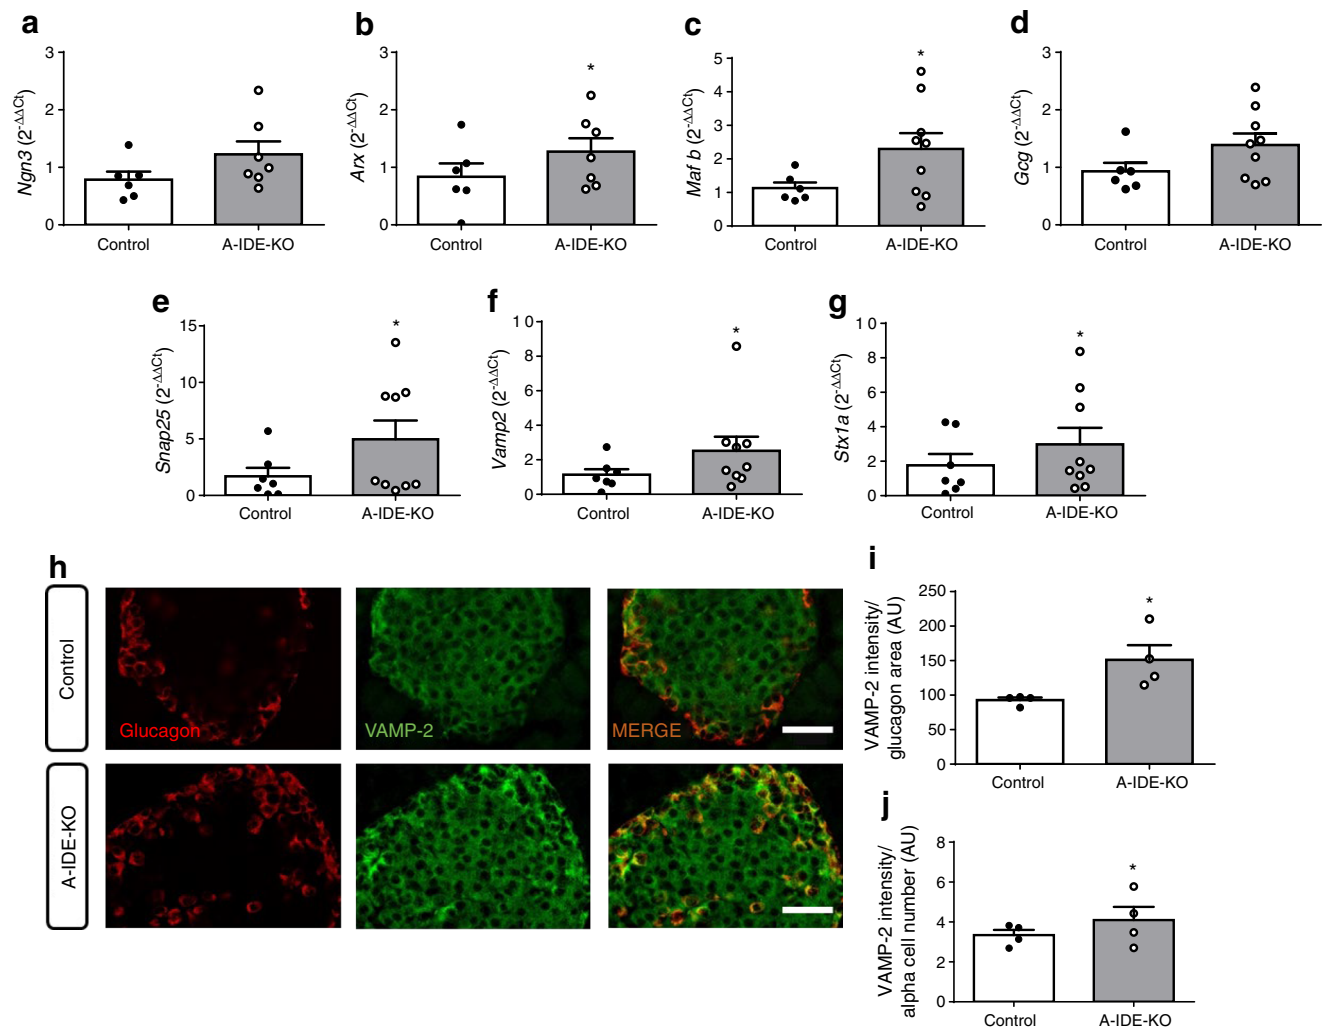 a
Ngn3 (2-ΔΔCt)
3
2
1
0
Control
A-IDE-KO
b
Arx (2-ΔΔCt)
3
2
1
0
*
Control
A-IDE-KO
c
Maf b (2-ΔΔCt)
5
4
3
2
1
0
*
Control
A-IDE-KO
d
Gcg (2-ΔΔCt)
3
2
1
0
Control
A-IDE-KO
e
Snap25 (2-ΔΔCt)
15
10
5
0
*
Control
A-IDE-KO
f
Vamp2 (2-ΔΔCt)
10
8
6
4
2
0
*
Control
A-IDE-KO
g
Stx1a (2-ΔΔCt)
10
8
6
4
2
0
*
Control
A-IDE-KO
h
Control
Glucagon
VAMP-2
MERGE
A-IDE-KO
i
VAMP-2 intensity/
glucagon area (AU)
250
200
150
100
50
0
*
Control
A-IDE-KO
j
VAMP-2 intensity/
alpha cell number (AU)
8
6
4
2
0
*
Control
A-IDE-KO